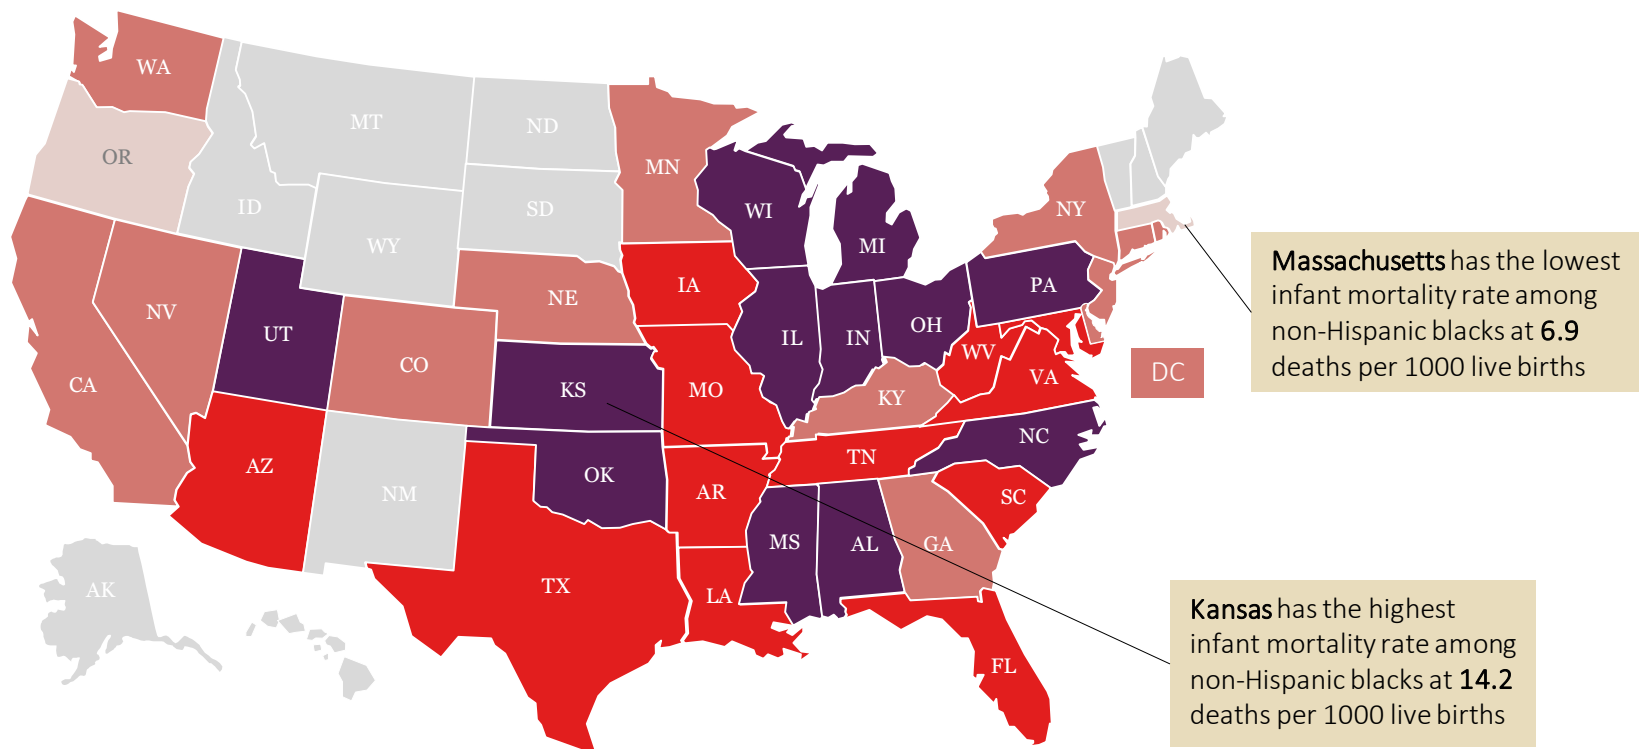 WA
MT
ND
MN
OR
ID
SD
WI
NY
MI
WY
Massachusetts has the lowest
infant mortality rate among
non-Hispanic blacks at 6.9
deaths per 1000 live births
IA
PA
NE
NV
UT
IL
IN
OH
CO
WV
DC
CA
KS
MO
VA
KY
NC
AZ
TN
OK
NM
AR
SC
MS
AL
GA
AK
TX
LA
Kansas has the highest
infant mortality rate among
non-Hispanic blacks at 14.2
deaths per 1000 live births
FL